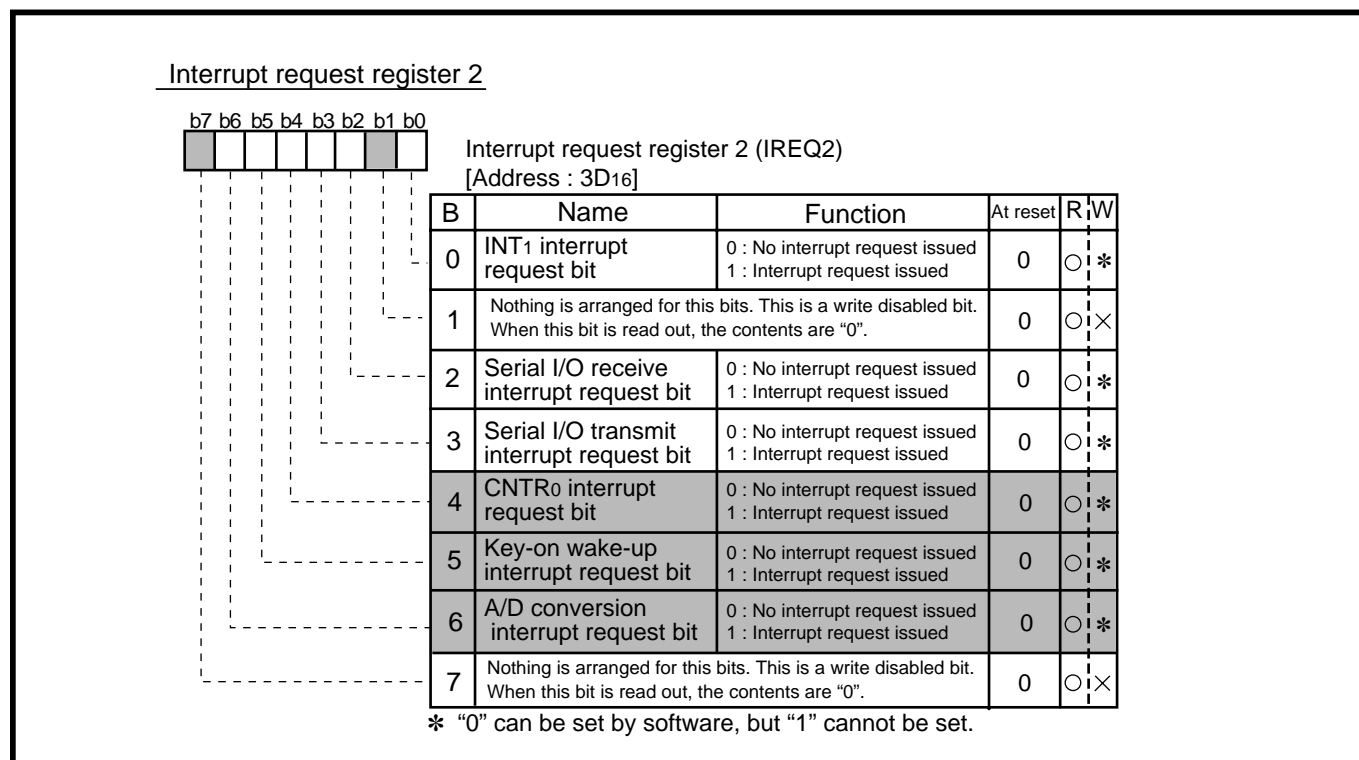 Interrupt request register 2
b7 b6 b5 b4 b3 b2 b1 b0
Interrupt request register 2 (IREQ2)
[Address : 3D16]
B Name Function At reset R W
0 INT1 interrupt request bit 0 : No interrupt request issued 0 ○ ✻
1 : Interrupt request issued
1 Nothing is arranged for this bits. This is a write disabled bit. 0 ○ ×
When this bit is read out, the contents are “0”.
2 Serial I/O receive interrupt request bit 0 : No interrupt request issued 0 ○ ✻
1 : Interrupt request issued
3 Serial I/O transmit interrupt request bit 0 : No interrupt request issued 0 ○ ✻
1 : Interrupt request issued
4 CNTR0 interrupt request bit 0 : No interrupt request issued 0 ○ ✻
1 : Interrupt request issued
5 Key-on wake-up interrupt request bit 0 : No interrupt request issued 0 ○ ✻
1 : Interrupt request issued
6 A/D conversion interrupt request bit 0 : No interrupt request issued 0 ○ ✻
1 : Interrupt request issued
7 Nothing is arranged for this bits. This is a write disabled bit. 0 ○ ×
When this bit is read out, the contents are “0”.
✻ “0” can be set by software, but “1” cannot be set.